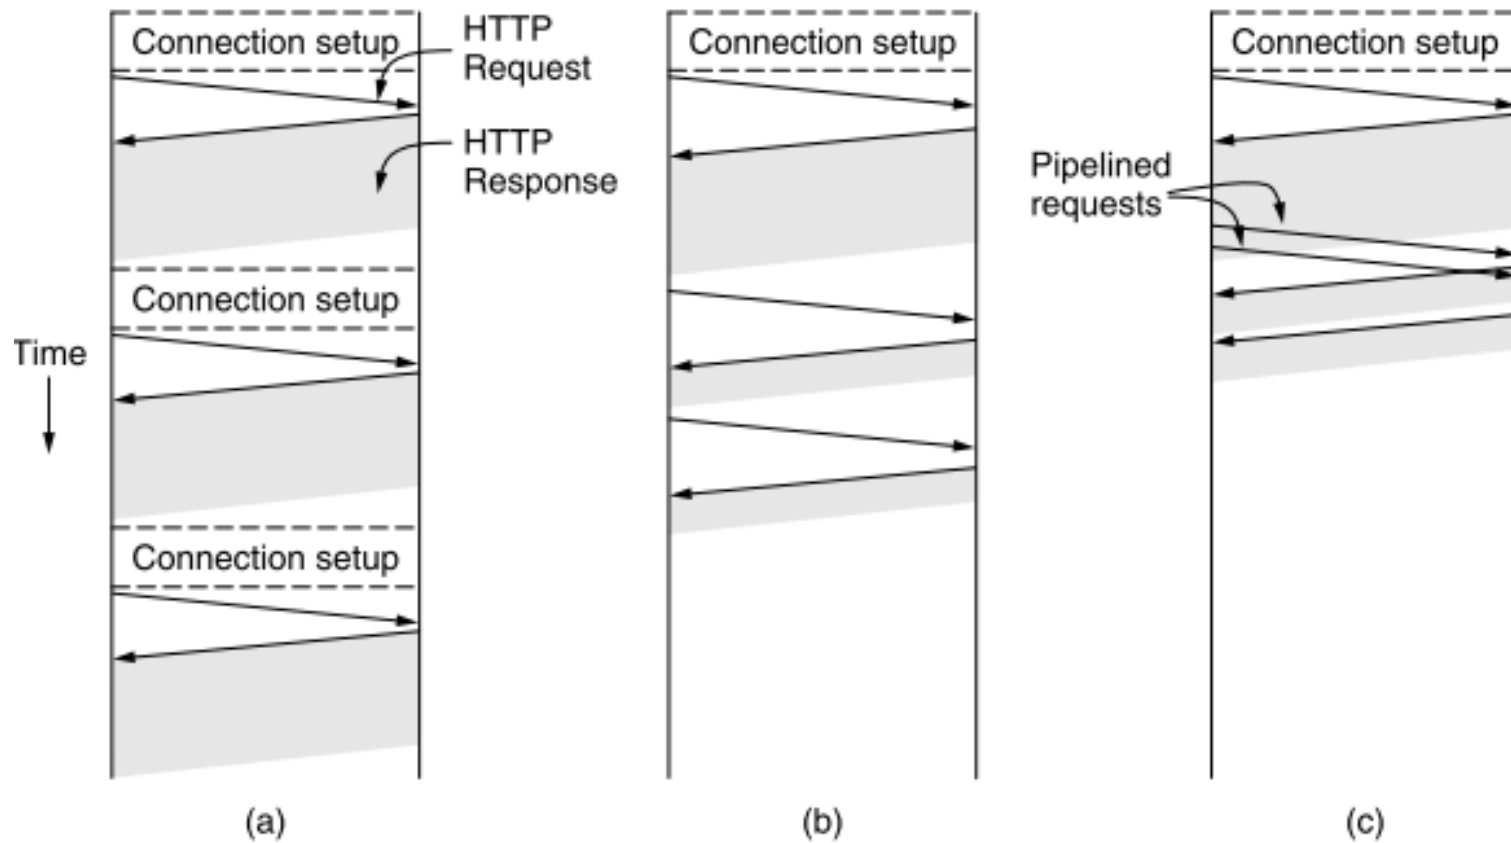 Connection setup
HTTP
Request
HTTP
Response
Connection setup
Connection setup
Time
(a)
Connection setup
(b)
Connection setup
Pipelined
requests
(c)